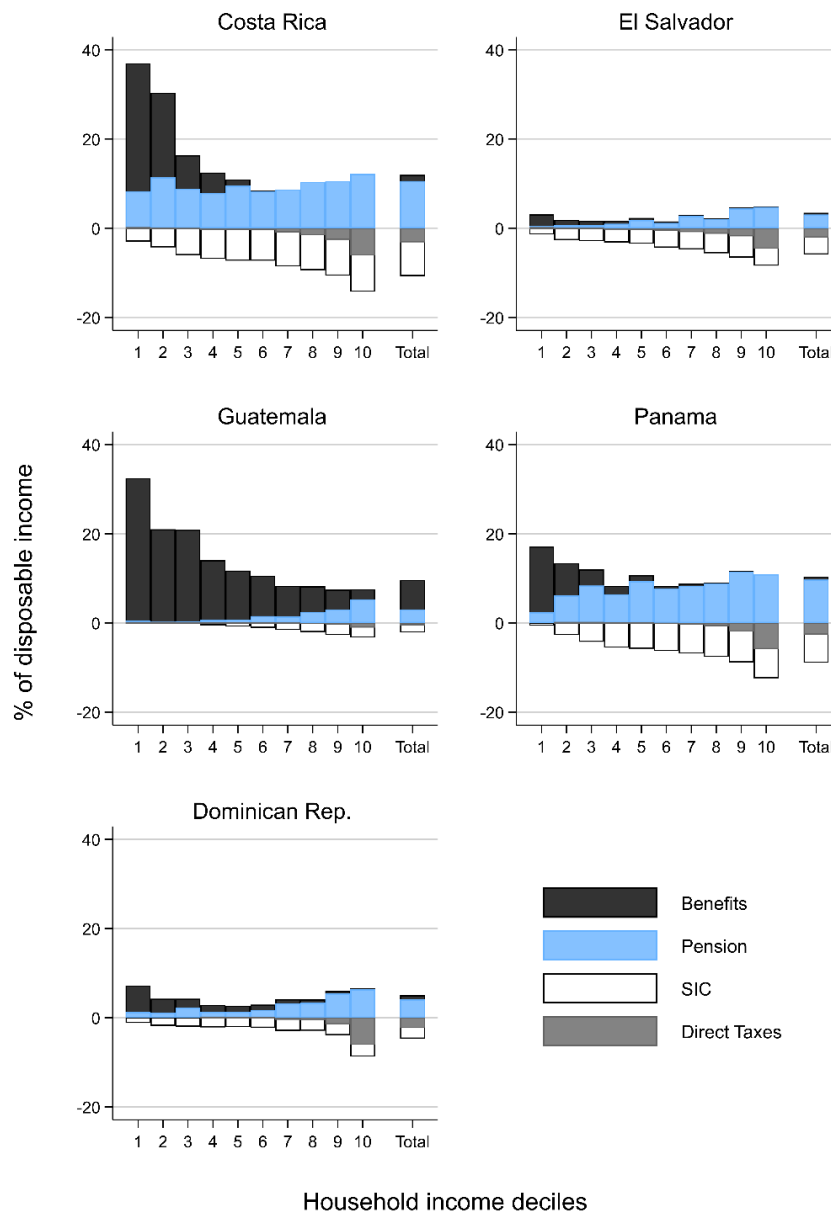 Costa Rica
40
20
0
-20
1 2 3 4 5 6 7 8 9 10 Total
El Salvador
40
20
0
-20
1 2 3 4 5 6 7 8 9 10 Total
Guatemala
40
20
0
-20
1 2 3 4 5 6 7 8 9 10 Total
Panama
40
20
0
-20
1 2 3 4 5 6 7 8 9 10 Total
% of disposable income
Dominican Rep.
40
20
0
-20
1 2 3 4 5 6 7 8 9 10 Total
Benefits
Pension
SIC
Direct Taxes
Household income deciles